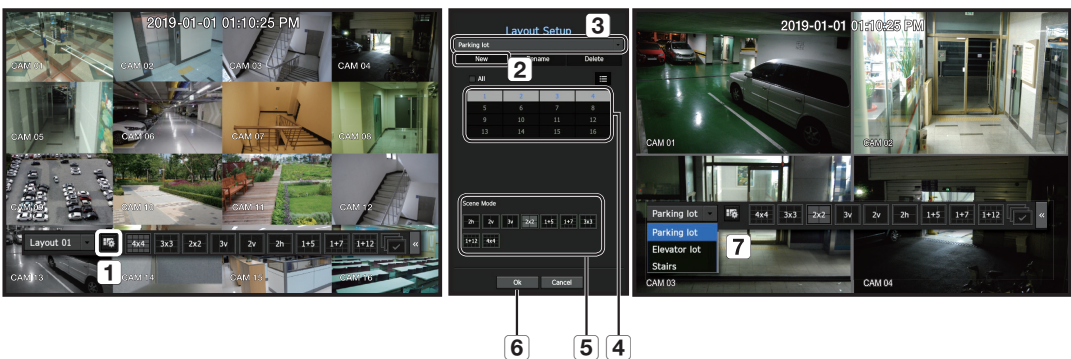 2019-01-01 01:10:25 PM
CAM 01
CAM 02
CAM 03
CAM 04
CAM 05
CAM 06
CAM 07
CAM 08
CAM 09
CAM 10
CAM 11
CAM 12
Layout 01 4x4 3x3 2x2 3v 2v 2h 1+5 1+7 1+12 «
1
CAM 13
CAM 14
CAM 15
CAM 16
Layout Setup
3
Parking lot
New Rename Delete
2
All
1 2 3 4
5 6 7 8
9 10 11 12
13 14 15 16
Scene Mode
2h 2v 3v 2x2 1+5 1+7 3x3
1+12 4x4
Ok Cancel
6 5 4
2019-01-01 01:10:25 PM
CAM 01
CAM 02
Parking lot 4x4 3x3 2x2 3v 2v 2h 1+5 1+7 1+12 «
Parking lot
Elevator lot
Stairs
7
CAM 03
CAM 04